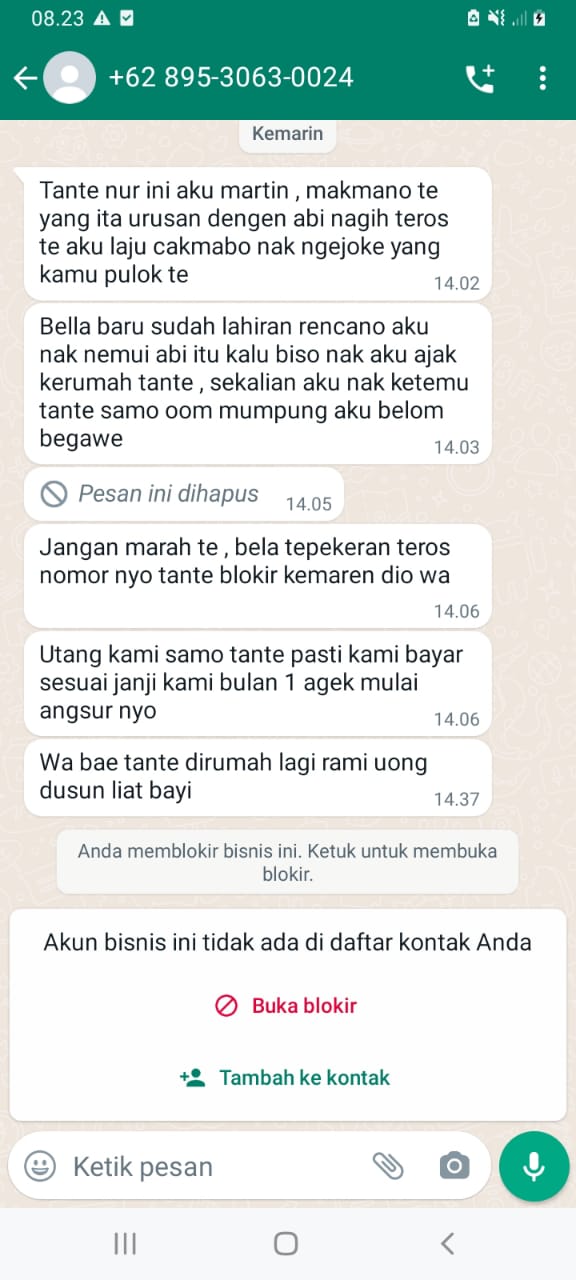 08.23
+62 895-3063-0024
Kemarin
Tante nur ini aku martin , makmano te
yang ita urusan dengen abi nagih teros
te aku laju cakmabo nak ngejoke yang
kamu pulok te
14.02
Bella baru sudah lahiran rencano aku
nak nemui abi itu kalu biso nak aku ajak
kerumah tante , sekalian aku nak ketemu
tante samo oom mumpung aku belom
begawe
14.03
Pesan ini dihapus
14.05
Jangan marah te , bela tepekeran teros
nomor nyo tante blokir kemaren dio wa
14.06
Utang kami samo tante pasti kami bayar
sesuai janji kami bulan 1 agek mulai
angsur nyo
14.06
Wa bae tante dirumah lagi rami uong
dusun liat bayi
14.37
Anda memblokir bisnis ini. Ketuk untuk membuka
blokir.
Akun bisnis ini tidak ada di daftar kontak Anda
Buka blokir
Tambah ke kontak
Ketik pesan